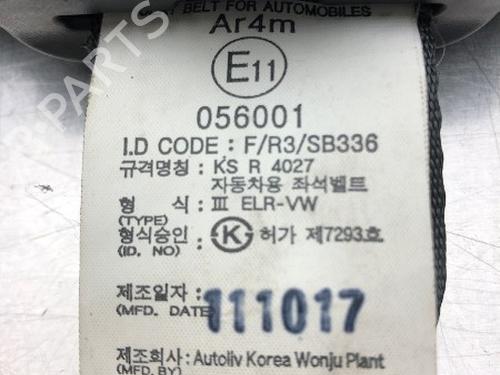 T BELT FOR AUTOMOBILES
Ar4m
E11
056001
I.D CODE : F/R3/SB336
규격명칭 : KS R 4027
자동차용 좌석벨트
형 식 : Ⅲ ELR-VW
(TYPE)
형식승인 : K 허가 제7293호
(ID. NO)
제조일자 : 111017
(MFD. DATE)
제조회사 : Autoliv Korea Wonju Plant
(MFD. BY)